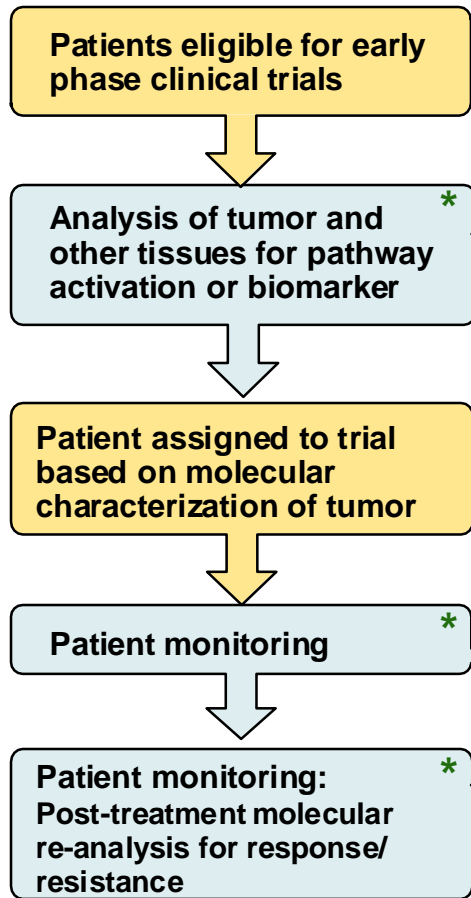 Patients eligible for early
phase clinical trials
*
Analysis of tumor and
other tissues for pathway
activation or biomarker
Patient assigned to trial
based on molecular
characterization of tumor
*
Patient monitoring
*
Patient monitoring:
Post-treatment molecular
re-analysis for response/
resistance